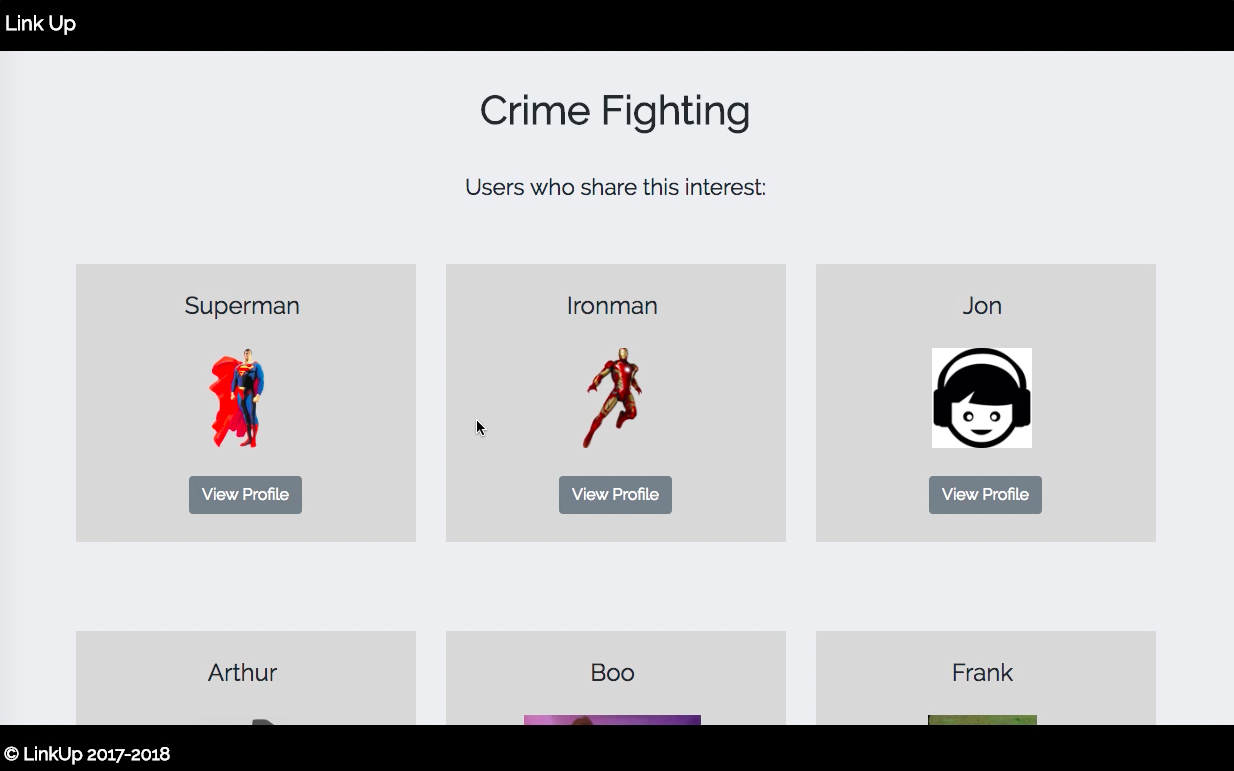 Link Up
Crime Fighting
Users who share this interest:
Superman
Ironman
Jon
View Profile
View Profile
View Profile
Arthur
Boo
Frank
© LinkUp 2017-2018